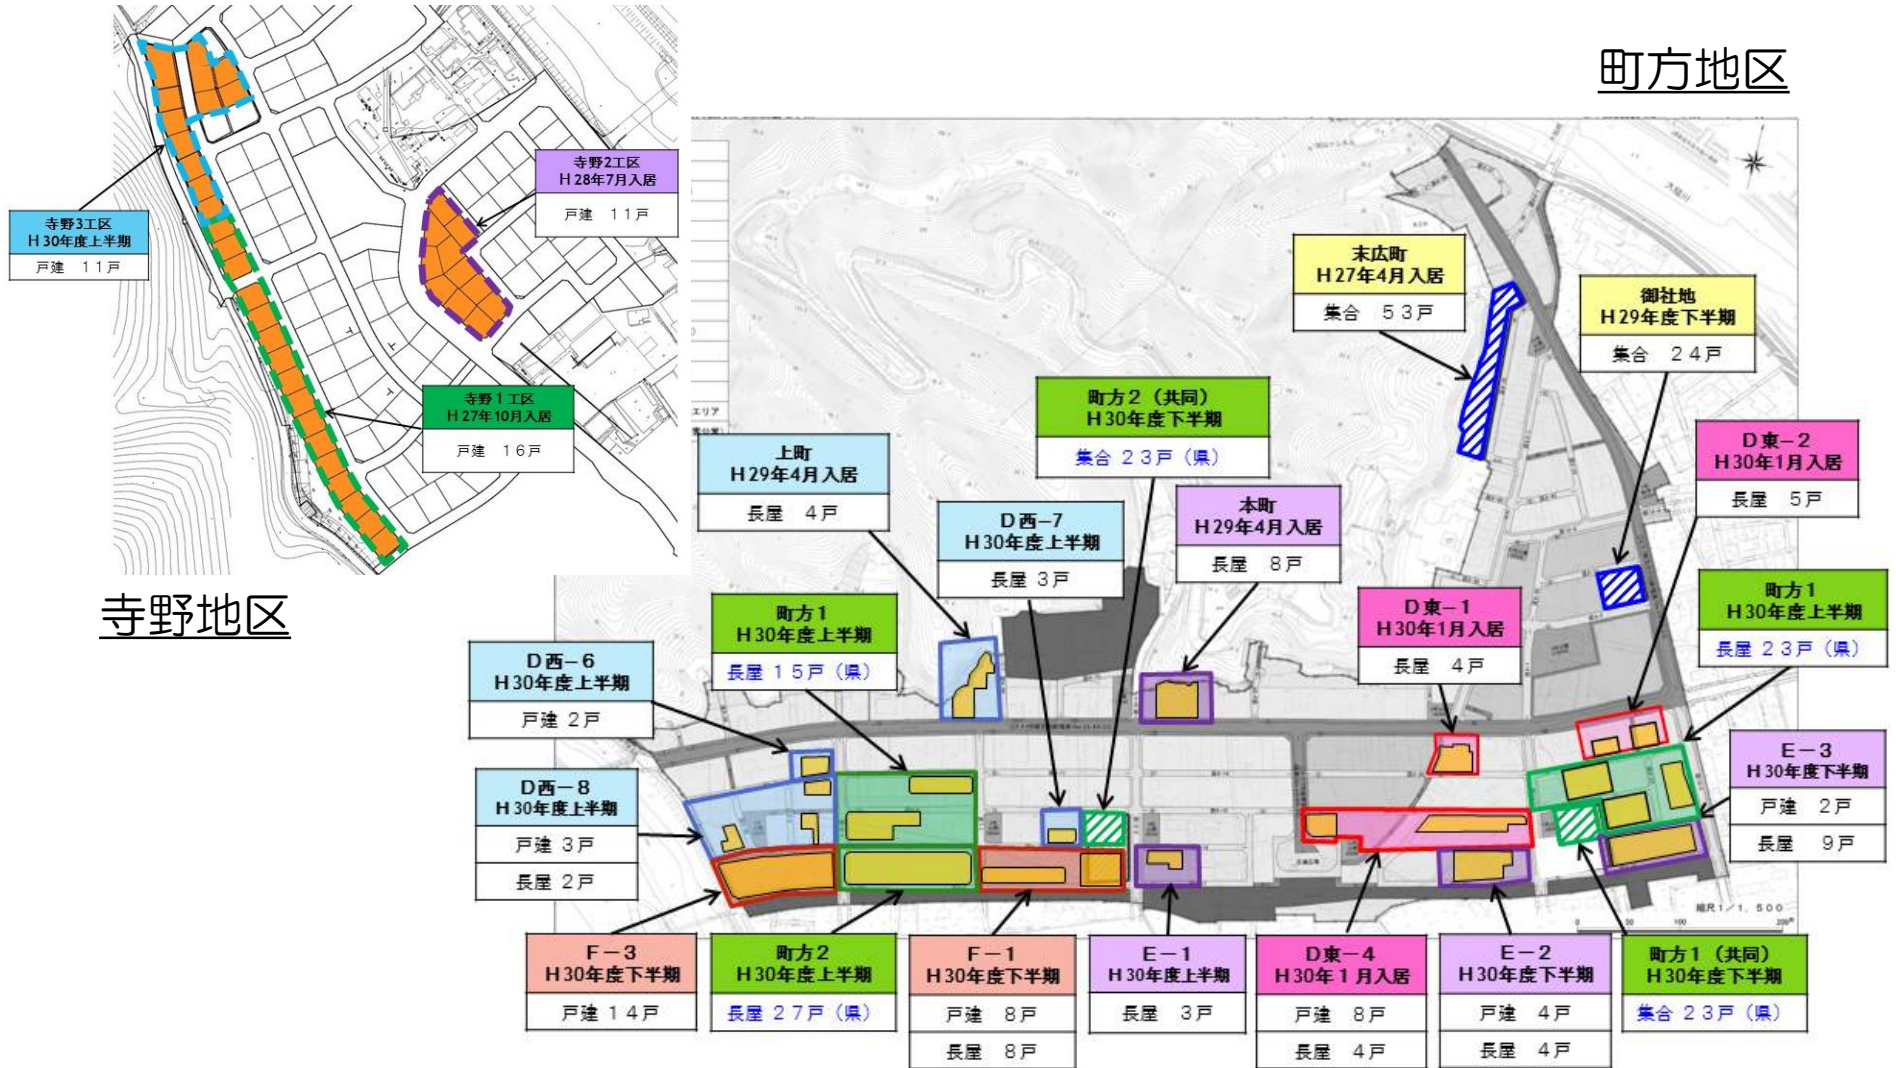 町方地区
寺野2工区
H28年7月入居
戸建 11戸
寺野3工区
H30年度上半期
戸建 11戸
寺野1工区
H27年10月入居
戸建 16戸
寺野地区
末広町
H27年4月入居
集合 53戸
御社地
H29年度下半期
集合 24戸
町方2(共同)
H30年度下半期
集合 23戸(県)
上町
H29年4月入居
長屋 4戸
D西-7
H30年度上半期
長屋 3戸
本町
H29年4月入居
長屋 8戸
D東-2
H30年1月入居
長屋 5戸
D東-1
H30年1月入居
長屋 4戸
町方1
H30年度上半期
長屋 23戸(県)
町方1
H30年度上半期
長屋 15戸(県)
D西-6
H30年度上半期
戸建 2戸
D西-8
H30年度上半期
戸建 3戸
長屋 2戸
E-3
H30年度下半期
戸建 2戸
長屋 9戸
エリア
縮尺1/1,500
0 50 100 200
F-3
H30年度下半期
戸建 14戸
町方2
H30年度上半期
長屋 27戸(県)
F-1
H30年度下半期
戸建 8戸
長屋 8戸
E-1
H30年度上半期
長屋 3戸
D東-4
H30年1月入居
戸建 8戸
長屋 4戸
E-2
H30年度下半期
戸建 4戸
長屋 4戸
町方1(共同)
H30年度下半期
集合 23戸(県)